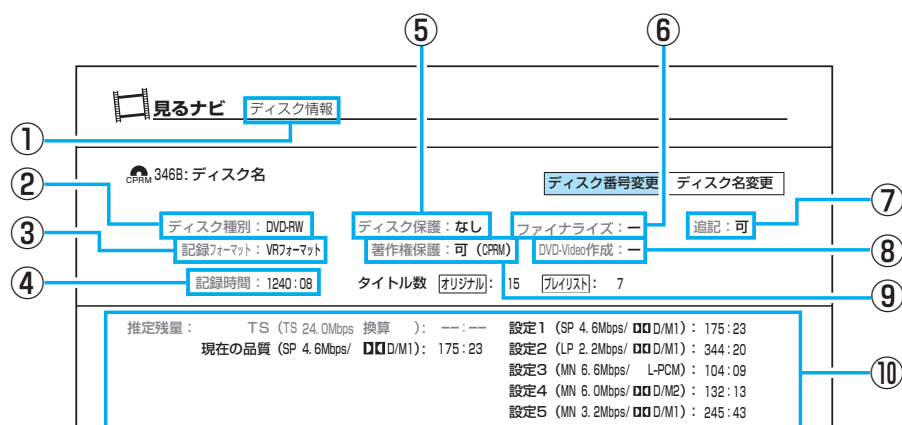 ⑤ ⑥
見るナビ ディスク情報
①
CPRM 346B: ディスク名
ディスク番号変更 ディスク名変更
② ⑦
ディスク種別：DVD-RW ディスク保護：なし ファイナライズ：ー 追記：可
③ ⑧
記録フォーマット：VRフォーマット 著作権保護：可 (CPRM) DVD-Video作成：ー
④ ⑨
記録時間：1240:08 タイトル数 オリジナル： 15 プレイリスト： 7
推定残量： TS (TS 24.0Mbps 換算 )： --:-- 設定1 (SP 4.6Mbps/ DD D/M1)：175:23
現在の品質 (SP 4.6Mbps/ DD D/M1)： 175:23 設定2 (LP 2.2Mbps/ DD D/M1)：344:20
設定3 (MN 6.6Mbps/ L-PCM)：104:09
⑩
設定4 (MN 6.0Mbps/ DD D/M2)：132:13
設定5 (MN 3.2Mbps/ DD D/M1)：245:43